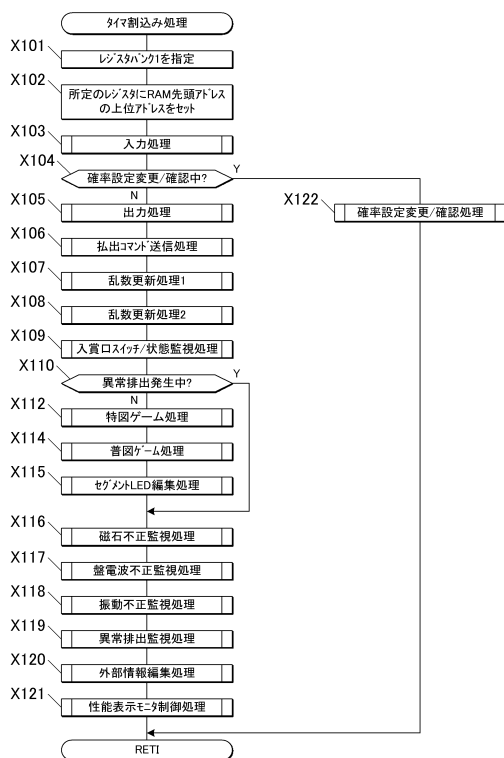 タイマ割込み処理
X101
レジスタバンク1を指定
X102
所定のレジスタにRAM先頭アドレス
の上位アドレスをセット
X103
入力処理
X104
確率設定変更/確認中?
Y
N
X105
出力処理
X122
確率設定変更/確認処理
X106
払出コマンド送信処理
X107
乱数更新処理1
X108
乱数更新処理2
X109
入賞口スイッチ/状態監視処理
X110
異常排出発生中?
Y
N
X112
特図ゲーム処理
X114
普図ゲーム処理
X115
セグメントLED編集処理
X116
磁石不正監視処理
X117
盤電波不正監視処理
X118
振動不正監視処理
X119
異常排出監視処理
X120
外部情報編集処理
X121
性能表示モニタ制御処理
RETI